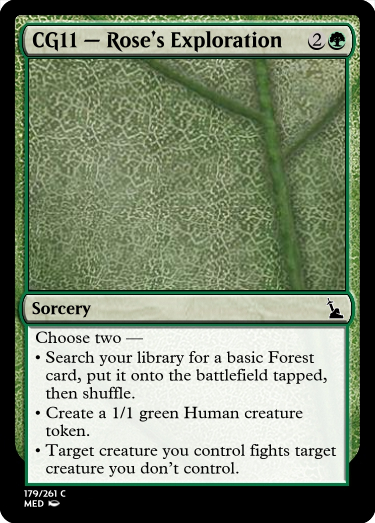 CG11 — Rose's Exploration 2
Sorcery
Choose two —
• Search your library for a basic Forest
card, put it onto the battlefield tapped,
then shuffle.
• Create a 1/1 green Human creature
token.
• Target creature you control fights target
creature you don't control.
179/261 C
MED